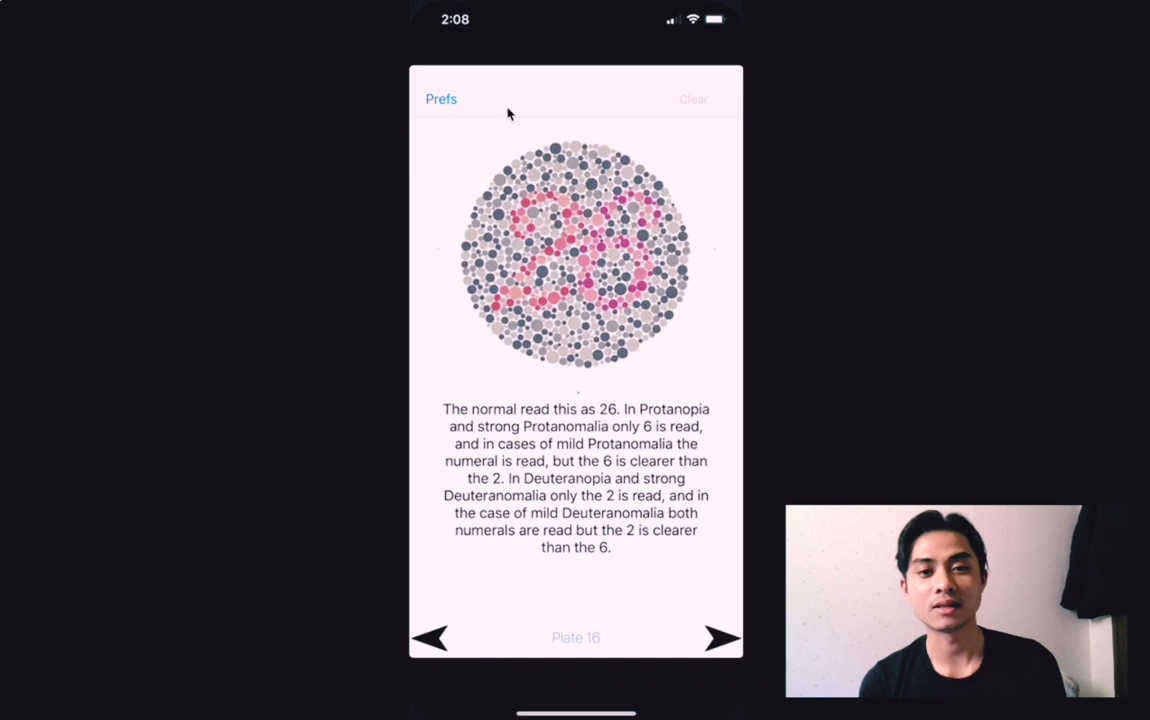 2:08
Prefs
Clear
26
The normal read this as 26. In Protanopia
and strong Protanomalia only 6 is read,
and in cases of mild Protanomalia the
numeral is read, but the 6 is clearer than
the 2. In Deuteranopia and strong
Deuteranomalia only the 2 is read, and in
the case of mild Deuteranomalia both
numerals are read but the 2 is clearer
than the 6.
Plate 16